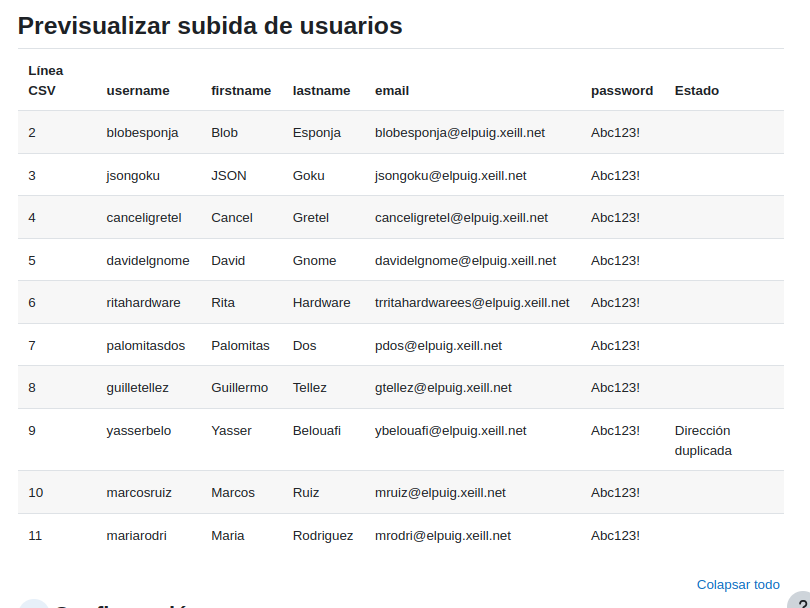 Previsualizar subida de usuarios
Línea
CSV username firstname lastname email password Estado
2 blobesponja Blob Esponja blobesponja@elpuig.xeill.net Abc123!
3 jsongoku JSON Goku jsongoku@elpuig.xeill.net Abc123!
4 canceligretel Cancel Gretel canceligretel@elpuig.xeill.net Abc123!
5 davidelgnome David Gnome davidelgnome@elpuig.xeill.net Abc123!
6 ritahardware Rita Hardware trritahardwarees@elpuig.xeill.net Abc123!
7 palomitasdos Palomitas Dos pdos@elpuig.xeill.net Abc123!
8 guilletellez Guillermo Tellez gtellez@elpuig.xeill.net Abc123!
9 yasserbelo Yasser Belouafi ybelouafi@elpuig.xeill.net Abc123! Dirección
duplicada
10 marcosruiz Marcos Ruiz mruiz@elpuig.xeill.net Abc123!
11 mariarodri Maria Rodriguez mrodri@elpuig.xeill.net Abc123!
Colapsar todo